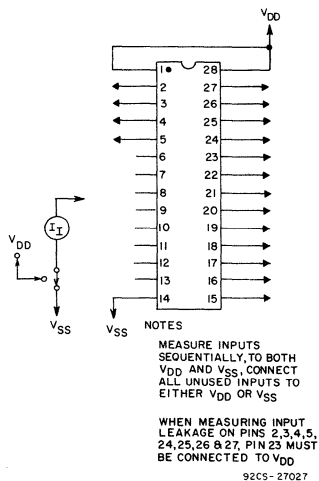 VDD
1 28
2 27
3 26
4 25
5 24
6 23
7 22
8 21
9 20
10 19
11 18
12 17
13 16
14 15
II
VDD
VSS
VSS
NOTES
MEASURE INPUTS
SEQUENTIALLY, TO BOTH
VDD AND VSS, CONNECT
ALL UNUSED INPUTS TO
EITHER VDD OR VSS
WHEN MEASURING INPUT
LEAKAGE ON PINS 2,3,4,5,
24,25,26 & 27, PIN 23 MUST
BE CONNECTED TO VDD
92CS-27027